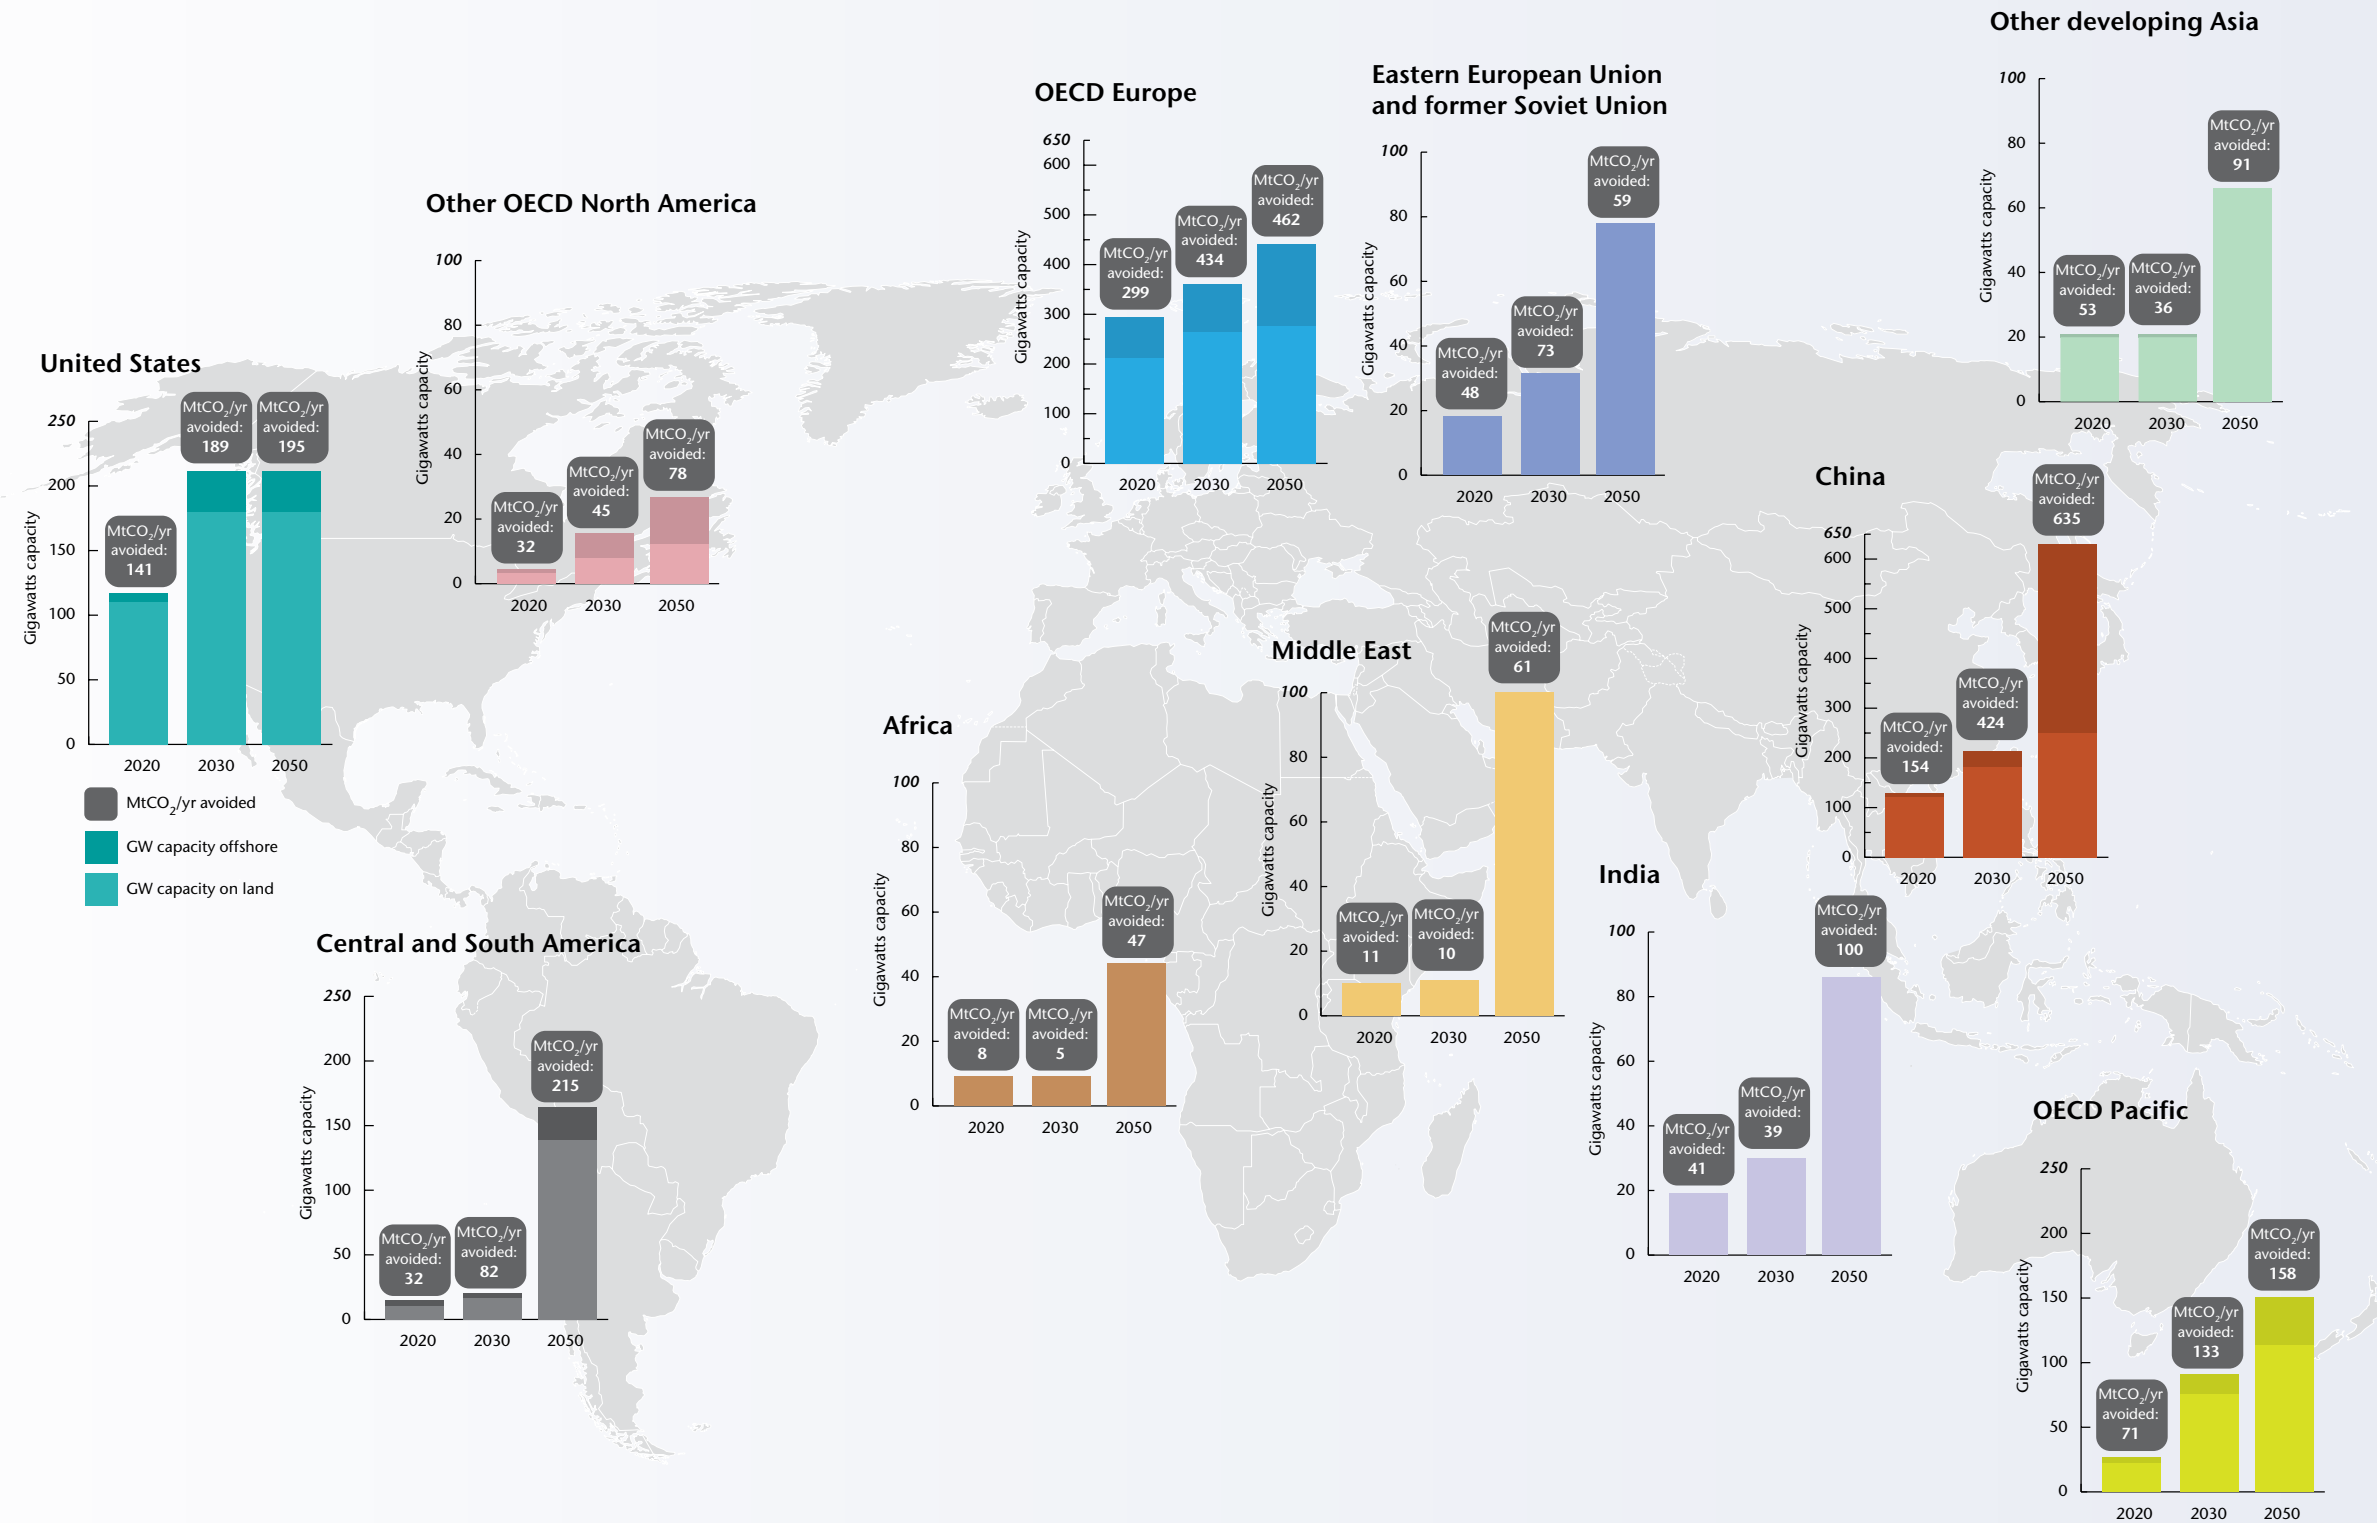 Other developing Asia
100
80
60
40
20
0
Gigawatts capacity
MtCO2/yr
avoided:
53
MtCO2/yr
avoided:
36
MtCO2/yr
avoided:
91
2020 2030 2050
Eastern European Union
and former Soviet Union
100
80
60
40
20
0
Gigawatts capacity
MtCO2/yr
avoided:
48
MtCO2/yr
avoided:
73
MtCO2/yr
avoided:
59
2020 2030 2050
OECD Europe
650
600
500
400
300
200
100
0
Gigawatts capacity
MtCO2/yr
avoided:
299
MtCO2/yr
avoided:
434
MtCO2/yr
avoided:
462
2020 2030 2050
Other OECD North America
100
80
60
40
20
0
Gigawatts capacity
MtCO2/yr
avoided:
32
MtCO2/yr
avoided:
45
MtCO2/yr
avoided:
78
2020 2030 2050
United States
250
200
150
100
50
0
Gigawatts capacity
MtCO2/yr
avoided:
141
MtCO2/yr
avoided:
189
MtCO2/yr
avoided:
195
2020 2030 2050
MtCO2/yr avoided
GW capacity offshore
GW capacity on land
China
650
600
500
400
300
200
100
0
Gigawatts capacity
MtCO2/yr
avoided:
154
MtCO2/yr
avoided:
424
MtCO2/yr
avoided:
635
2020 2030 2050
Middle East
100
80
60
40
20
0
Gigawatts capacity
MtCO2/yr
avoided:
11
MtCO2/yr
avoided:
10
MtCO2/yr
avoided:
61
2020 2030 2050
Africa
100
80
60
40
20
0
Gigawatts capacity
MtCO2/yr
avoided:
8
MtCO2/yr
avoided:
5
MtCO2/yr
avoided:
47
2020 2030 2050
India
100
80
60
40
20
0
Gigawatts capacity
MtCO2/yr
avoided:
41
MtCO2/yr
avoided:
39
MtCO2/yr
avoided:
100
2020 2030 2050
Central and South America
250
200
150
100
50
0
Gigawatts capacity
MtCO2/yr
avoided:
32
MtCO2/yr
avoided:
82
MtCO2/yr
avoided:
215
2020 2030 2050
OECD Pacific
250
200
150
100
50
0
Gigawatts capacity
MtCO2/yr
avoided:
71
MtCO2/yr
avoided:
133
MtCO2/yr
avoided:
158
2020 2030 2050